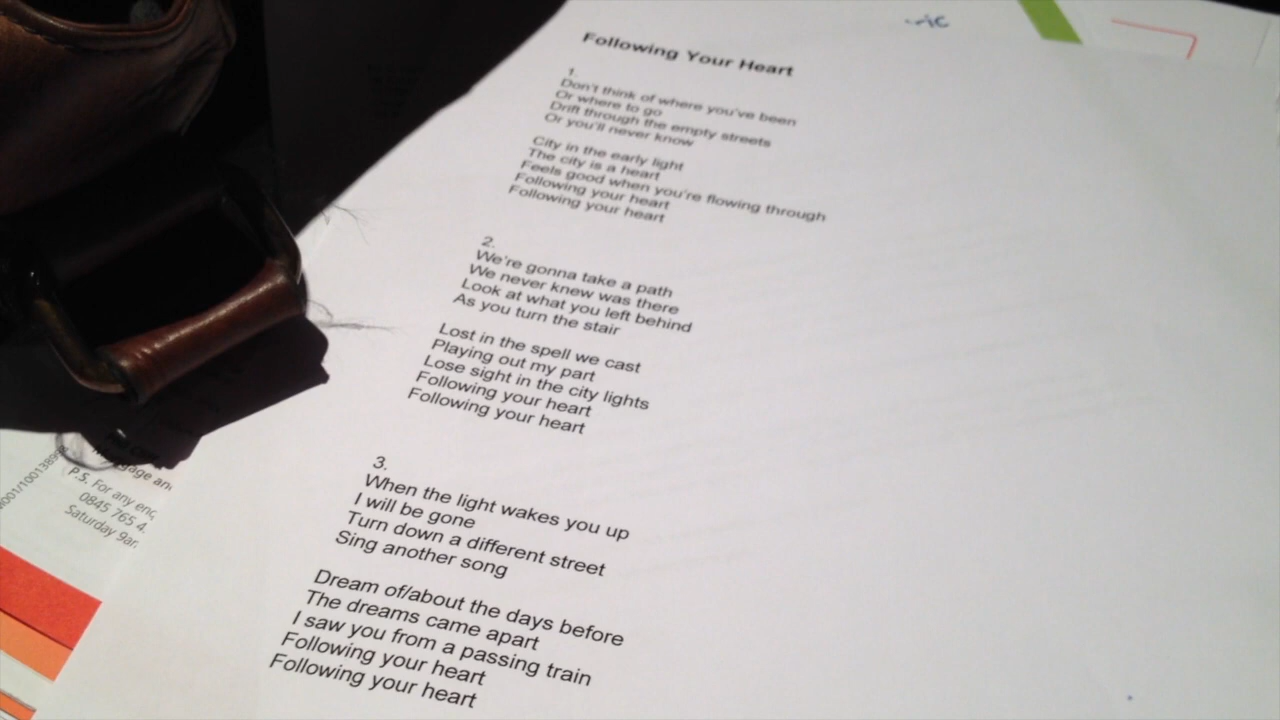 Following Your Heart
1.
Don't think of where you've been
Or where to go
Drift through the empty streets
Or you'll never know
City in the early light
The city is a heart
Feels good when you're flowing through
Following your heart
Following your heart
2.
We're gonna take a path
We never knew was there
Look at what you left behind
As you turn the stair
Lost in the spell we cast
Playing out my part
Lose sight in the city lights
Following your heart
Following your heart
3.
When the light wakes you up
I will be gone
Turn down a different street
Sing another song
Dream of/about the days before
The dreams came apart
I saw you from a passing train
Following your heart
Following your heart
P.S. For any enq
0845 765 4
Saturday 9am